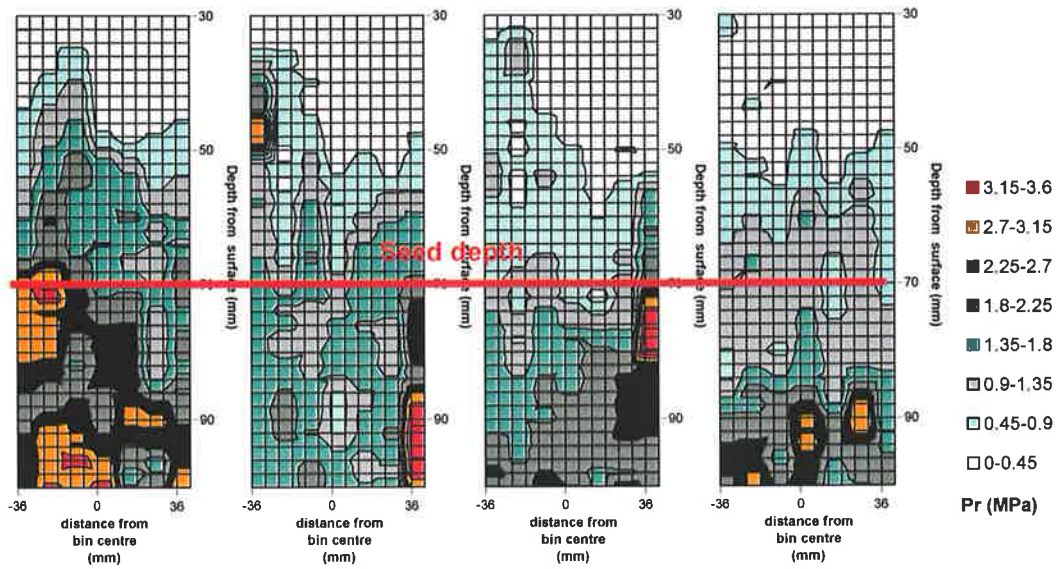 30
50
70
90
Depth from surface (mm)
-36 0 36
distance from
bin centre
(mm)
30
50
90
Depth from surface (mm)
-36 0 36
distance from
bin centre
(mm)
30
50
70
90
Depth from surface (mm)
-36 0 36
distance from
bin centre
(mm)
30
50
70
90
Depth from surface (mm)
-36 0 36
distance from
bin centre
(mm)
Seed depth
3.15-3.6
2.7-3.15
2.25-2.7
1.8-2.25
1.35-1.8
0.9-1.35
0.45-0.9
0-0.45
Pr (MPa)